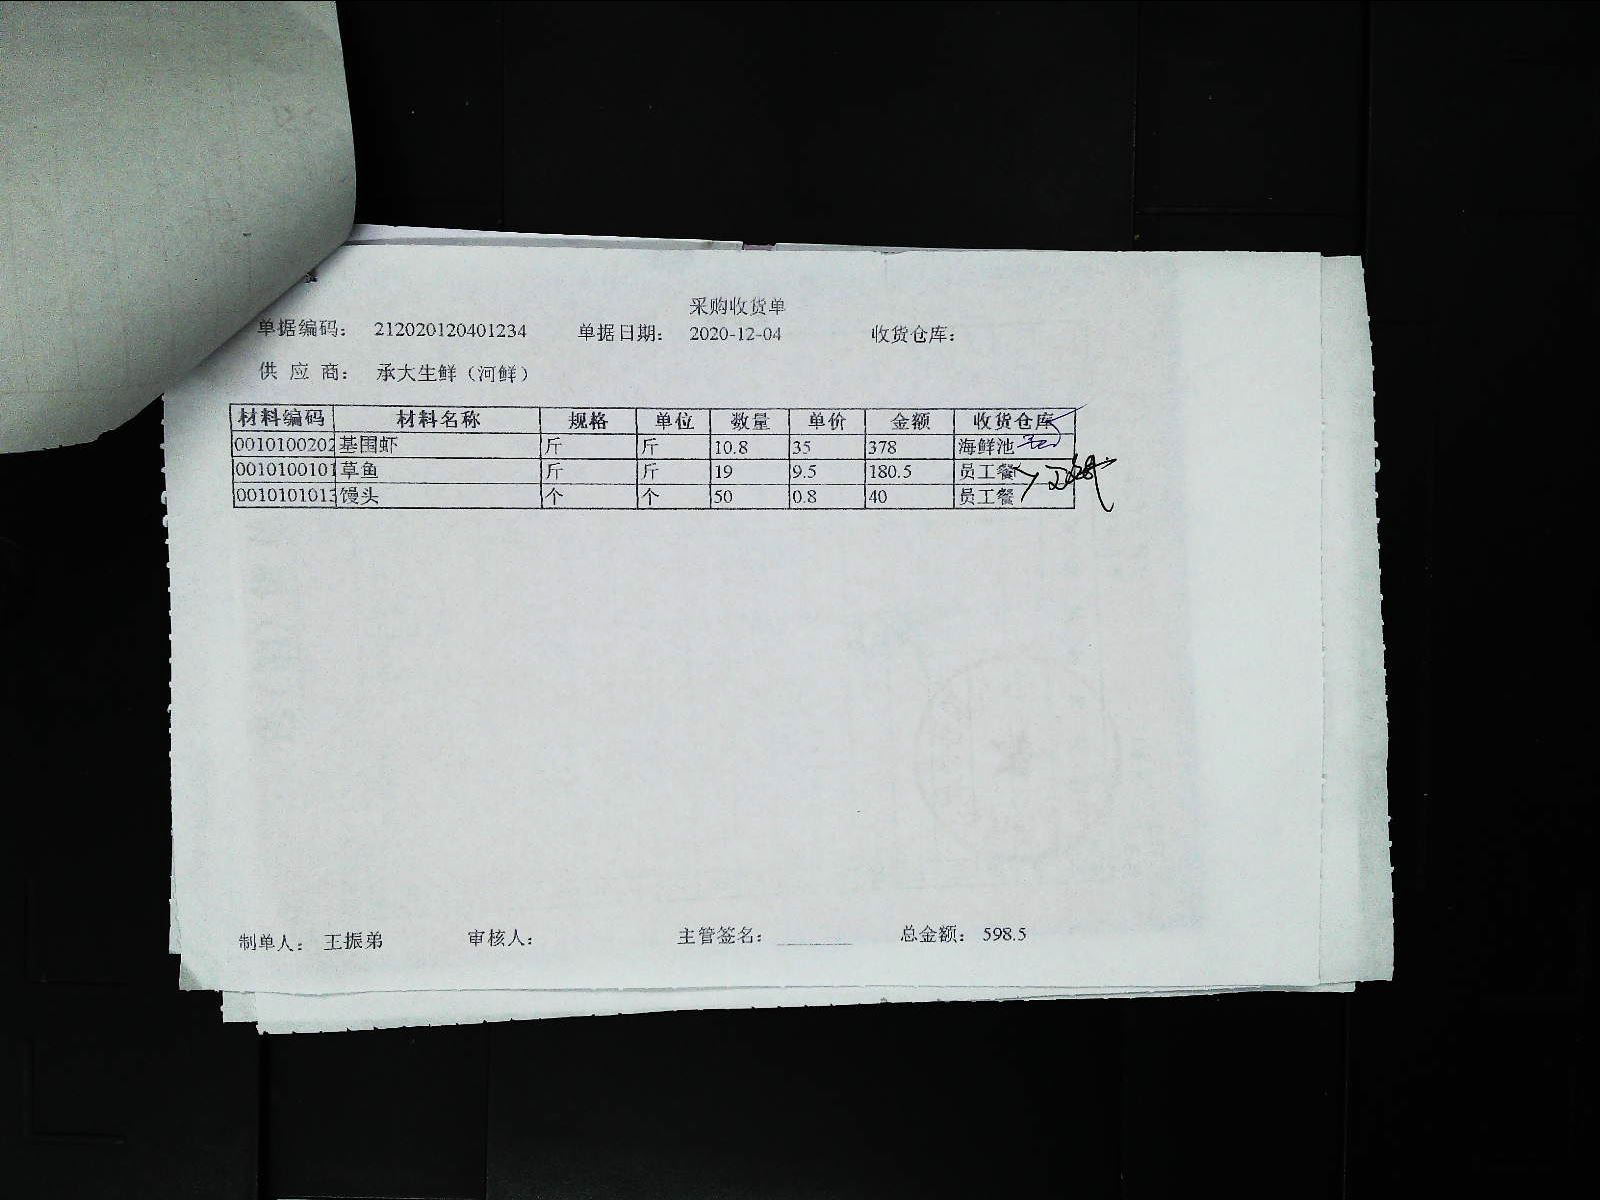 采购收货单
单据编码： 212020120401234 单据日期： 2020-12-04 收货仓库：
供 应 商： 承大生鲜（河鲜）
材料编码 材料名称 规格 单位 数量 单价 金额 收货仓库
0010100202 基围虾 斤 斤 10.8 35 378 海鲜池
0010100101 草鱼 斤 斤 19 9.5 180.5 员工餐
0010101013 馒头 个 个 50 0.8 40 员工餐
制单人： 王振弟 审核人： 主管签名： 总金额： 598.5